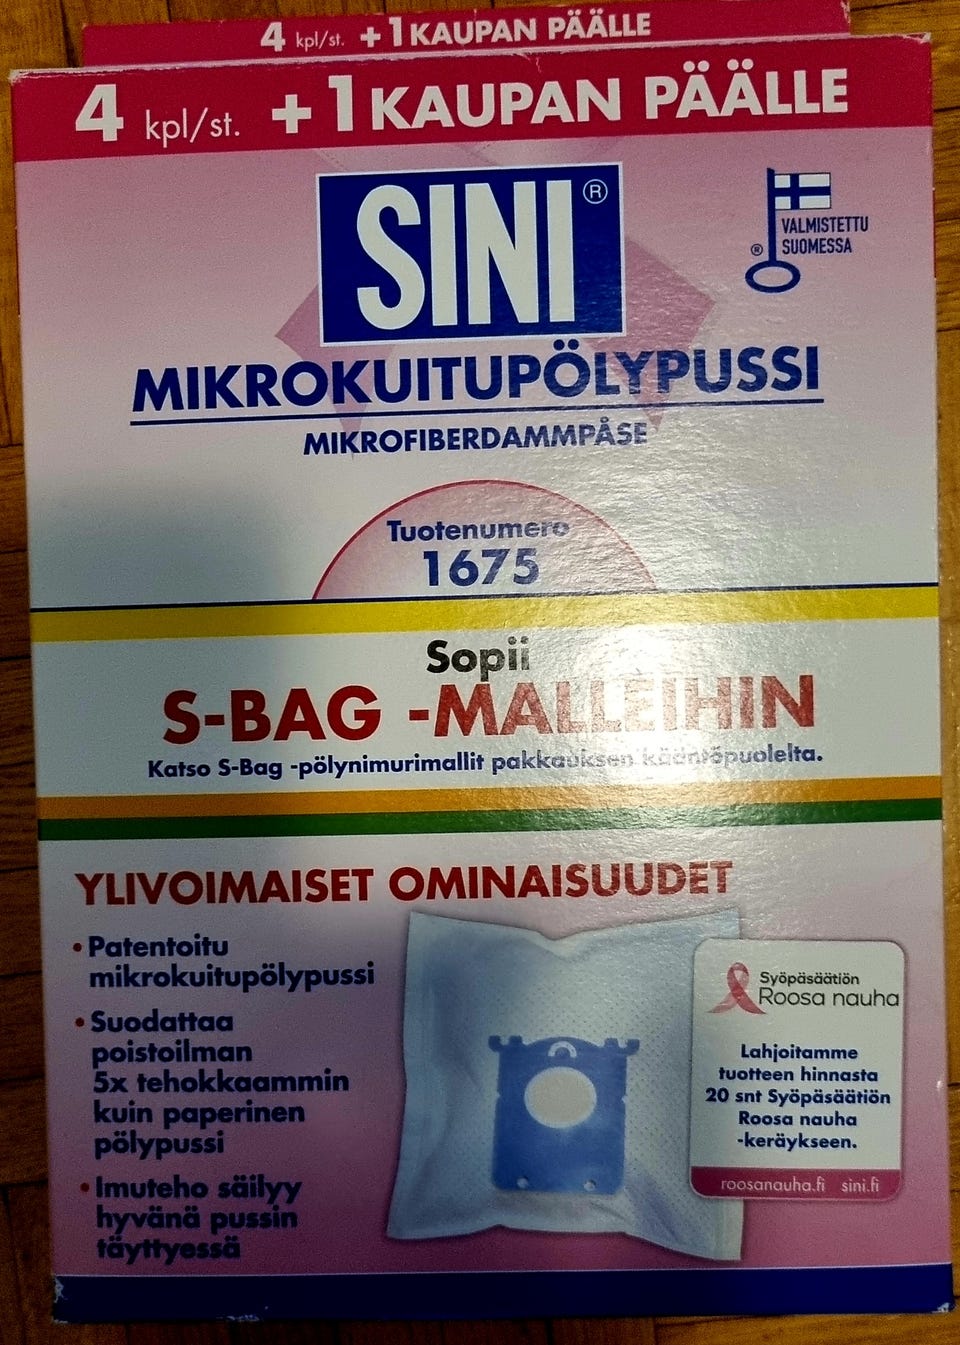 4 kpl/st. +1 KAUPAN PÄÄLLE
4 kpl/st. +1 KAUPAN PÄÄLLE
SINI®
VALMISTETTU
® SUOMESSA
MIKROKUITUPÖLYPUSSI
MIKROFIBERDAMMPÅSE
Tuotenumero
1675
Sopii
S-BAG -MALLEIHIN
Katso S-Bag -pölynimurimallit pakkauksen kääntöpuolelta.
YLIVOIMAISET OMINAISUUDET
• Patentoitu
mikrokuitupölypussi
• Suodattaa
poistoilman
5x tehokkaammin
kuin paperinen
pölypussi
• Imuteho säilyy
hyvänä pussin
täyttyessä
Syöpäsäätiön
Roosa nauha
Lahjoitamme
tuotteen hinnasta
20 snt Syöpäsäätiön
Roosa nauha
-keräykseen.
roosanauha.fi sini.fi